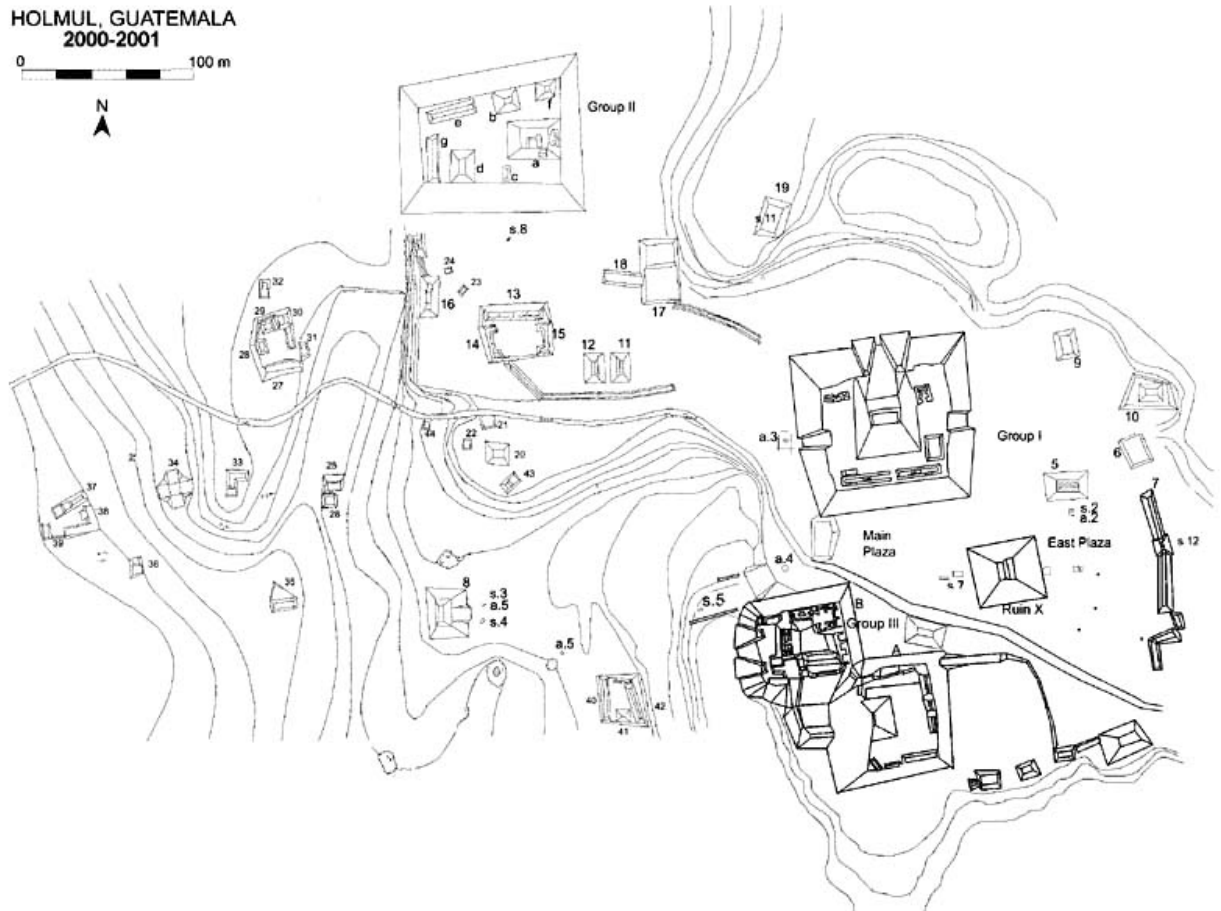 HOLMUL, GUATEMALA
2000-2001
0 100 m
N
Group II
e
b
f
g
d
a
c
s.8
19
s.11
24
23
16
18
17
13
14
15
12
11
32
29
30
28
31
27
9
10
Group I
a.3
6
5
s.2
a.2
7
s.12
44
22
21
20
43
34
33
25
26
37
38
39
36
35
Main
Plaza
East Plaza
a.4
s.7
Ruin X
8
s.3
a.5
s.4
a.5
s.5
B
Group III
A
40
42
41